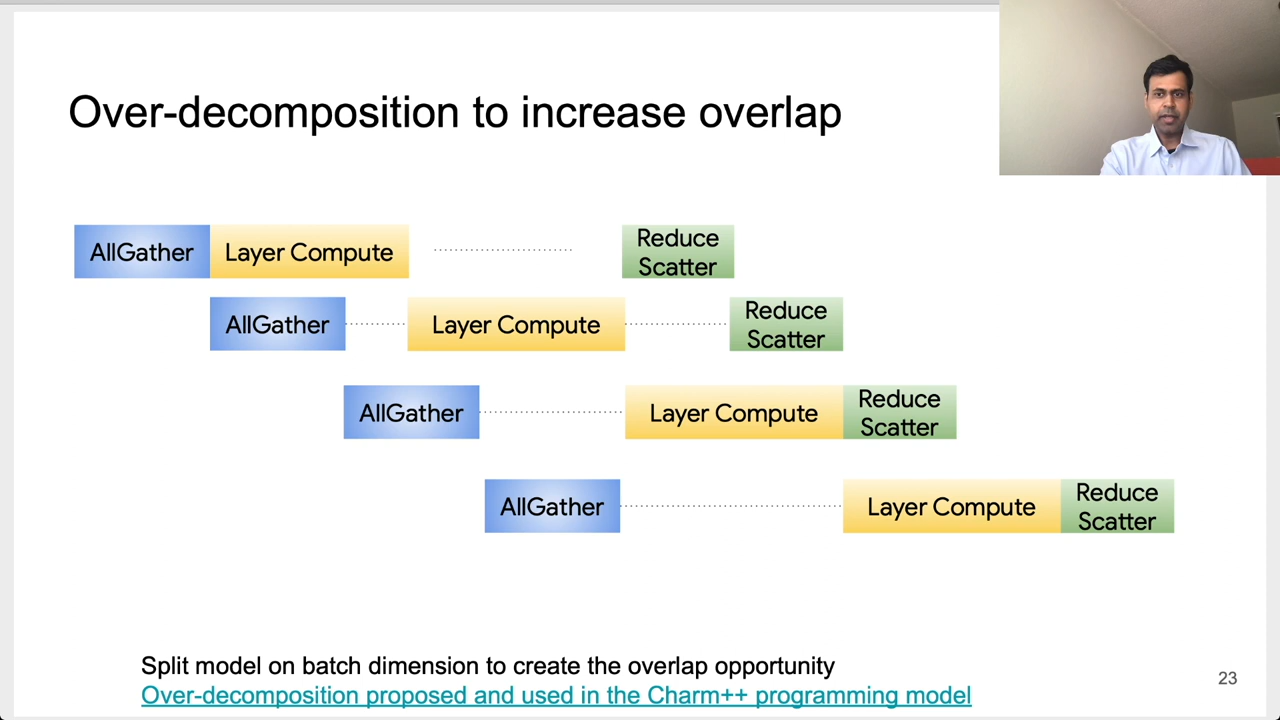 Over-decomposition to increase overlap
AllGather
Layer Compute
Reduce
Scatter
AllGather
Layer Compute
Reduce
Scatter
AllGather
Layer Compute
Reduce
Scatter
AllGather
Layer Compute
Reduce
Scatter
Split model on batch dimension to create the overlap opportunity
Over-decomposition proposed and used in the Charm++ programming model
23